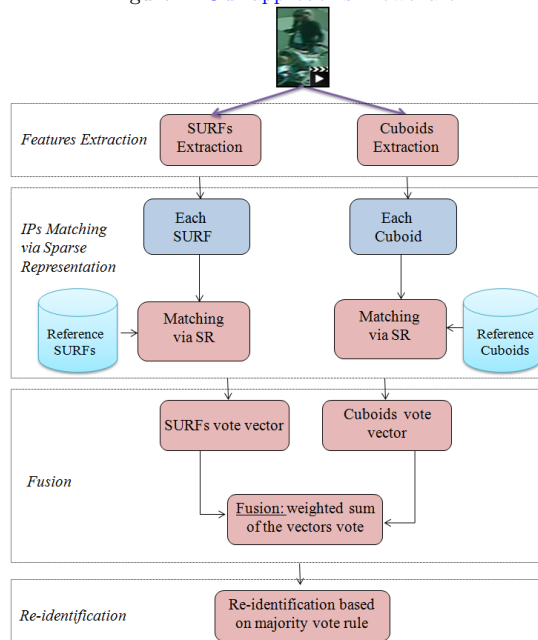 Features Extraction
SURFs
Extraction
Cuboids
Extraction
IPs Matching
via Sparse
Representation
Each
SURF
Each
Cuboid
Reference
SURFs
Matching
via SR
Matching
via SR
Reference
Cuboids
Fusion
SURFs vote vector
Cuboids vote
vector
Fusion: weighted sum
of the vectors vote
Re-identification
Re-identification based
on majority vote rule